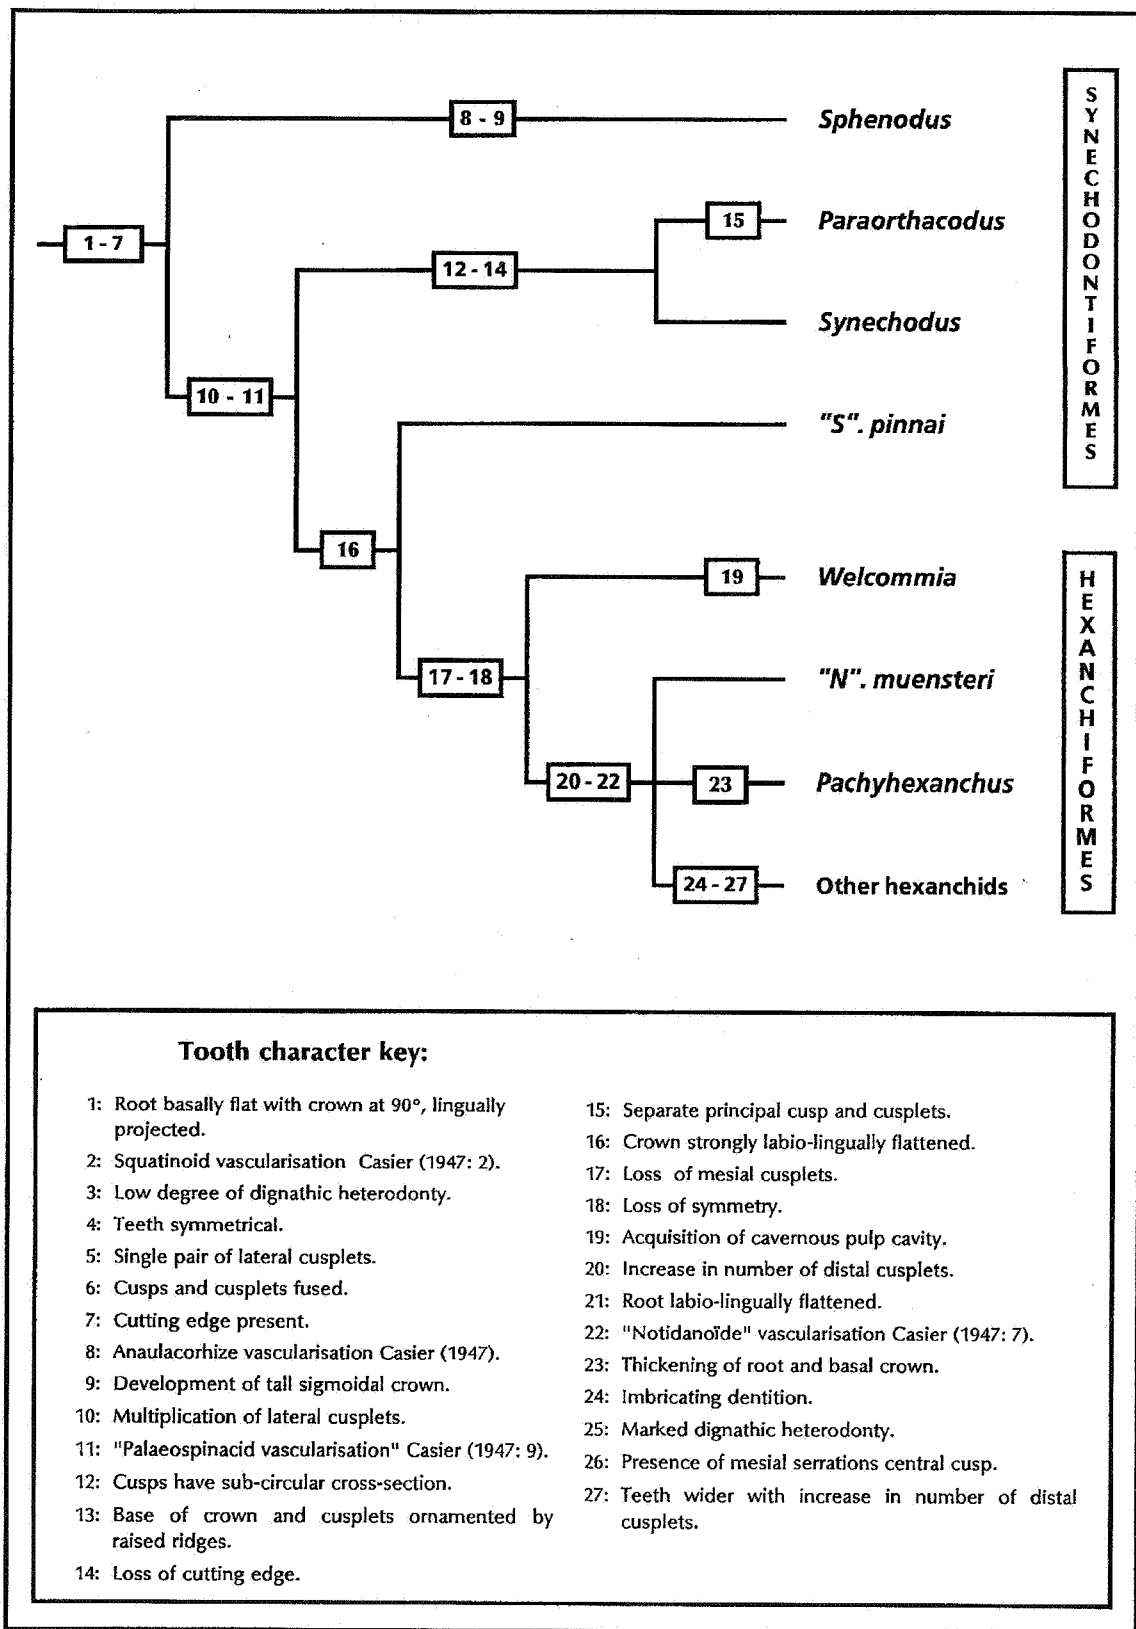 8 - 9
Sphenodus
1 - 7
15
Paraorthacodus
12 - 14
Synechodus
10 - 11
"S". pinnai
16
SYNECHODONTIFORMES
19
Welcommia
17 - 18
"N". muensteri
20 - 22
23
Pachyhexanchus
24 - 27
Other hexanchids
HEXANCHIFORMES
Tooth character key:
1: Root basally flat with crown at 90°, lingually
projected.
2: Squatinoid vascularisation Casier (1947: 2).
3: Low degree of dignathic heterodonty.
4: Teeth symmetrical.
5: Single pair of lateral cusplets.
6: Cusps and cusplets fused.
7: Cutting edge present.
8: Anaulacorhize vascularisation Casier (1947).
9: Development of tall sigmoidal crown.
10: Multiplication of lateral cusplets.
11: "Palaeospinacid vascularisation" Casier (1947: 9).
12: Cusps have sub-circular cross-section.
13: Base of crown and cusplets ornamented by
raised ridges.
14: Loss of cutting edge.
15: Separate principal cusp and cusplets.
16: Crown strongly labio-lingually flattened.
17: Loss of mesial cusplets.
18: Loss of symmetry.
19: Acquisition of cavernous pulp cavity.
20: Increase in number of distal cusplets.
21: Root labio-lingually flattened.
22: "Notidanoïde" vascularisation Casier (1947: 7).
23: Thickening of root and basal crown.
24: Imbricating dentition.
25: Marked dignathic heterodonty.
26: Presence of mesial serrations central cusp.
27: Teeth wider with increase in number of distal
cusplets.